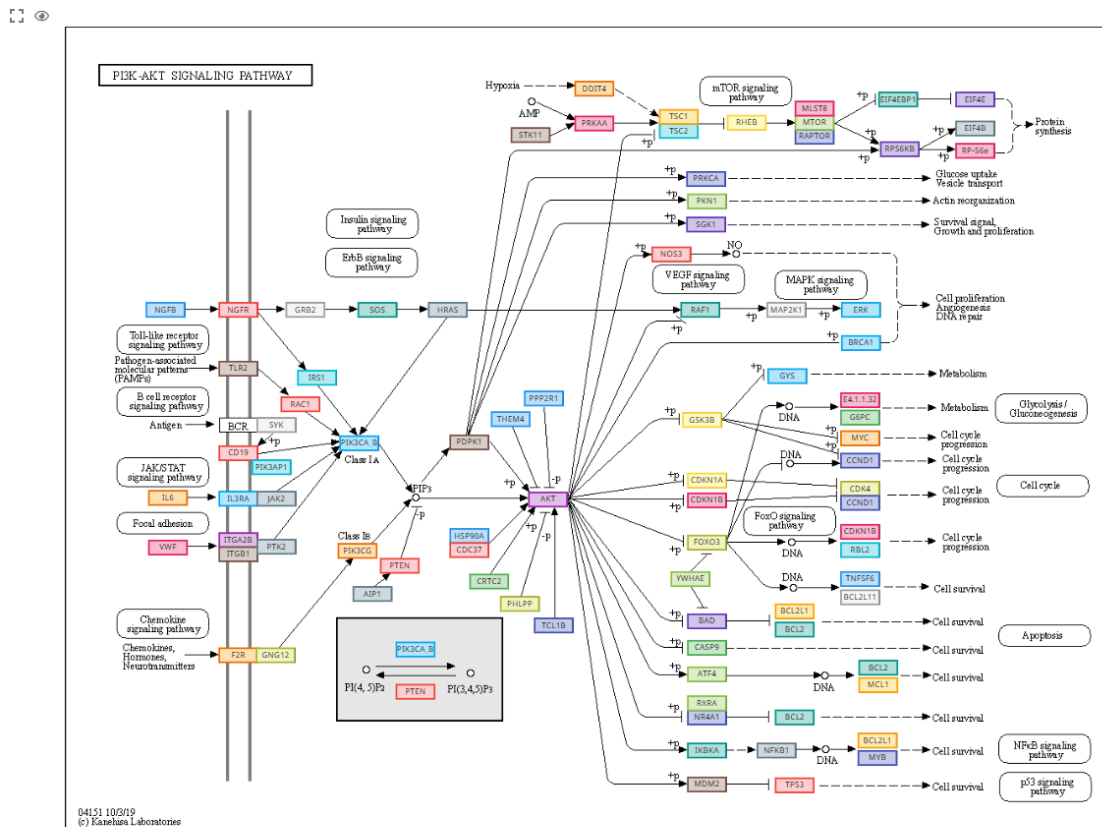 PI3K-AKT SIGNALING PATHWAY
Hypoxia
DDIT4
AMP
STK11
PRKAA
TSC1
TSC2
+p
RHEB
mTOR signaling
pathway
MLST8
MTOR
RAPTOR
+p
EIF4EBP1
EIF4E
EIF4B
+p
RPS6KB
+p
+p
+p
RP-S6e
Protein
synthesis
+p
PRKCA
Glucose uptake
Vesicle transport
+p
PKN1
Actin reorganization
+p
SGK1
Survival signal,
Growth and proliferation
Insulin signaling
pathway
ErbB signaling
pathway
+p
NOS3
NO
VEGF signaling
pathway
MAPK signaling
pathway
NGFB
NGFR
GRB2
SOS
HRAS
RAF1
+p
+p
MAP2K1
+p
ERK
Cell proliferation
Angiogenesis
DNA repair
+p
BRCA1
Toll-like receptor
signaling pathway
Pathogen-associated
molecular patterns
(PAMPs)
TLR2
IRS1
RAC1
B cell receptor
signaling pathway
Antigen
BCR
SYK
+p
CD19
PIK3AP1
PIK3CA_B
Class IA
JAK/STAT
signaling pathway
IL6
IL3RA
JAK2
Focal adhesion
VWF
ITGA2B
ITGB1
PTK2
PDPK1
PIP3
-p
Class IB
PIK3CG
PTEN
AIP1
PPP2R1
THEM4
-p
+p
AKT
+p
-p
HSP90A
CDC37
CRTC2
PHLPP
TCL1B
GYS
Metabolism
+p
GSK3B
DNA
E4.1.1.32
G6PC
Metabolism
Glycolysis /
Gluconeogenesis
+p
MYC
Cell cycle
progression
+p
DNA
CCND1
Cell cycle
progression
+p
CDKN1A
+p
CDKN1B
CDK4
CCND1
Cell cycle
progression
Cell cycle
FoxO signaling
pathway
+p
FOXO3
DNA
CDKN1B
RBL2
Cell cycle
progression
YWHAE
DNA
TNFSF6
BCL2L11
Cell survival
+p
BAD
BCL2L1
BCL2
Cell survival
Apoptosis
+p
CASP9
Cell survival
+p
ATF4
DNA
BCL2
MCL1
Cell survival
RXRA
+p
NR4A1
BCL2
Cell survival
+p
IKBKA
NFKB1
DNA
BCL2L1
MYB
Cell survival
NFκB signaling
pathway
+p
MDM2
TP53
Cell survival
p53 signaling
pathway
Chemokine
signaling pathway
Chemokines,
Hormones,
Neurotransmitters
F2R
GNG12
PIK3CA_B
PI(4, 5)P2
PI(3,4,5)P3
PTEN
04151 10/3/19
(c) Kanehisa Laboratories